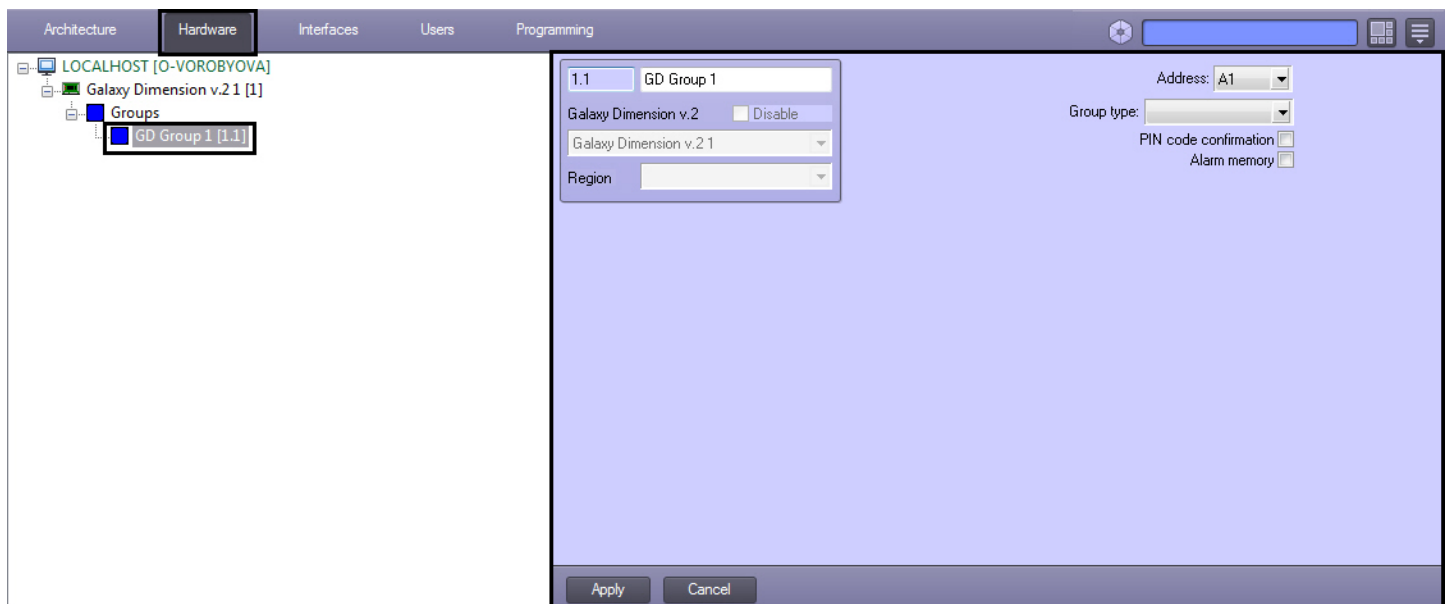 Architecture Hardware Interfaces Users Programming
LOCALHOST [O-VOROBYOVA]
Galaxy Dimension v.2 1 [1]
Groups
GD Group 1 [1.1]
1.1 GD Group 1
Galaxy Dimension v.2 Disable
Galaxy Dimension v.2 1
Region
Address: A1
Group type:
PIN code confirmation
Alarm memory
Apply Cancel